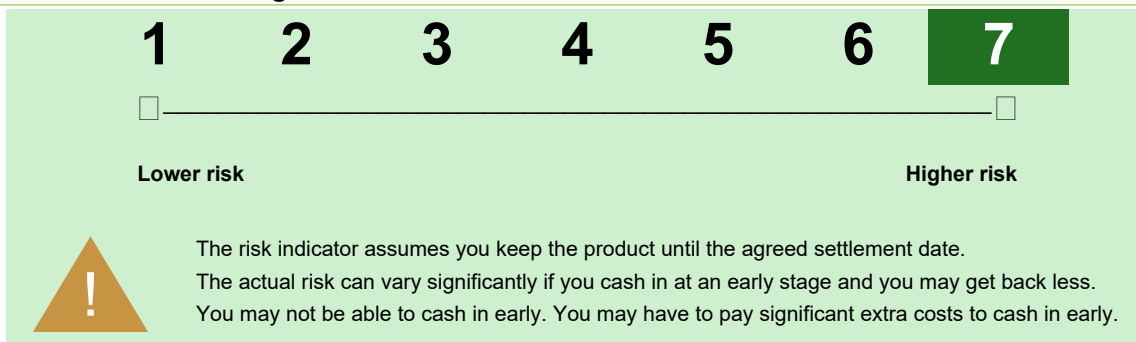 1 2 3 4 5 6 7
Lower risk Higher risk
!
The risk indicator assumes you keep the product until the agreed settlement date.
The actual risk can vary significantly if you cash in at an early stage and you may get back less.
You may not be able to cash in early. You may have to pay significant extra costs to cash in early.